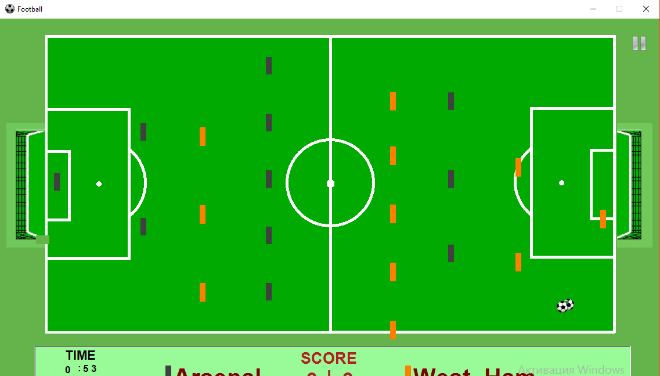 Football
Активация Windows
TIME
0 :53
SCORE
Arsenal
West Ham